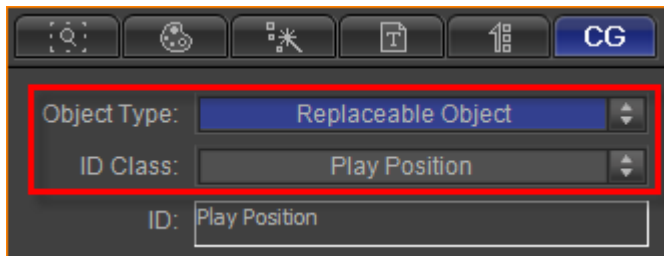 T CG
Object Type: Replaceable Object
ID Class: Play Position
ID: Play Position